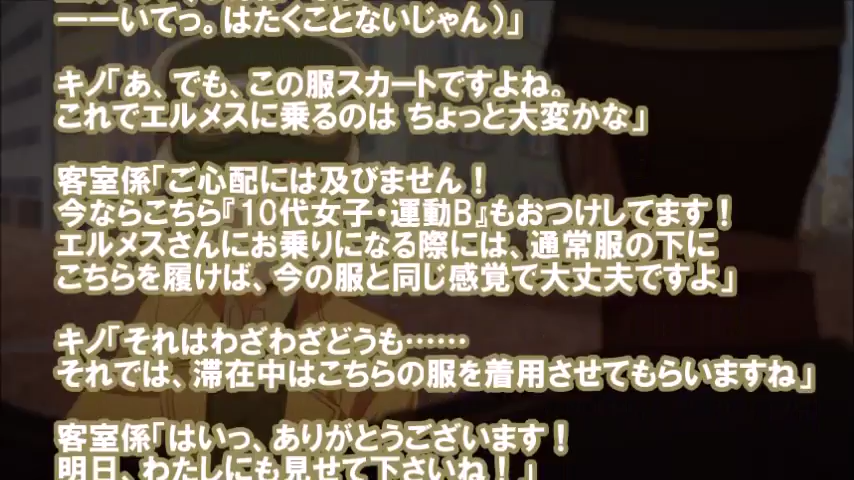 ――いてっ。はたくことないじゃん）」
キノ「あ、でも、この服スカートですよね。
これでエルメスに乗るのは ちょっと大変かな」
客室係「ご心配には及びません！
今ならこちら『10代女子・運動B』もおつけしてます！
エルメスさんにお乗りになる際には、通常服の下に
こちらを履けば、今の服と同じ感覚で大丈夫ですよ」
キノ「それはわざわざどうも……
それでは、滞在中はこちらの服を着用させてもらいますね」
客室係「はいっ、ありがとうございます！
明日、わたしにも見せて下さいね！」